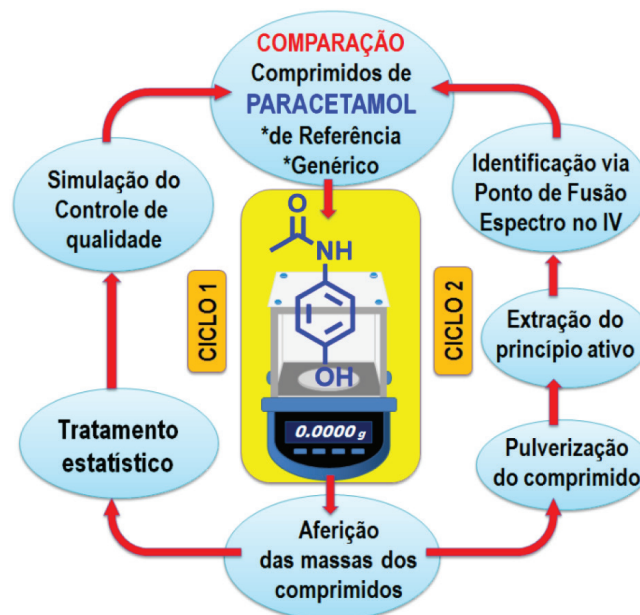 COMPARAÇÃO
Comprimidos de
PARACETAMOL
*de Referência
*Genérico
Simulação do
Controle de
qualidade
Identificação via
Ponto de Fusão
Espectro no IV
O
NH
OH
CICLO 1
CICLO 2
Extração do
princípio ativo
0.0000 g
Tratamento
estatístico
Pulverização
do comprimido
Aferição
das massas dos
comprimidos